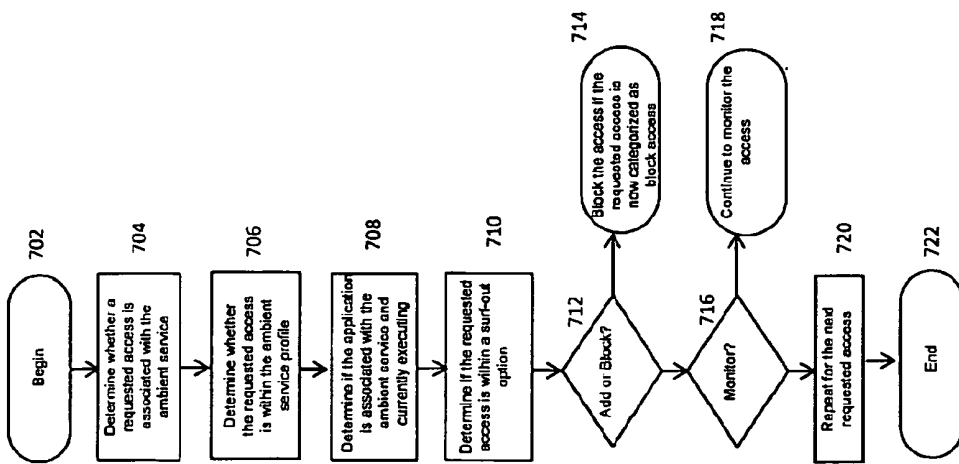 702
Begin
704
Determine whether a
requested access is
associated with the
ambient service
706
Determine whether
the requested access
is within the ambient
service profile
708
Determine if the application
is associated with the
ambient service and
currently executing
710
Determine if the requested
access is within a surf-out
option
712
Add or Block?
714
Block the access if the
requested access is
now categorized as
block access
716
Monitor?
718
Continue to monitor the
access
720
Repeat for the next
requested access
722
End